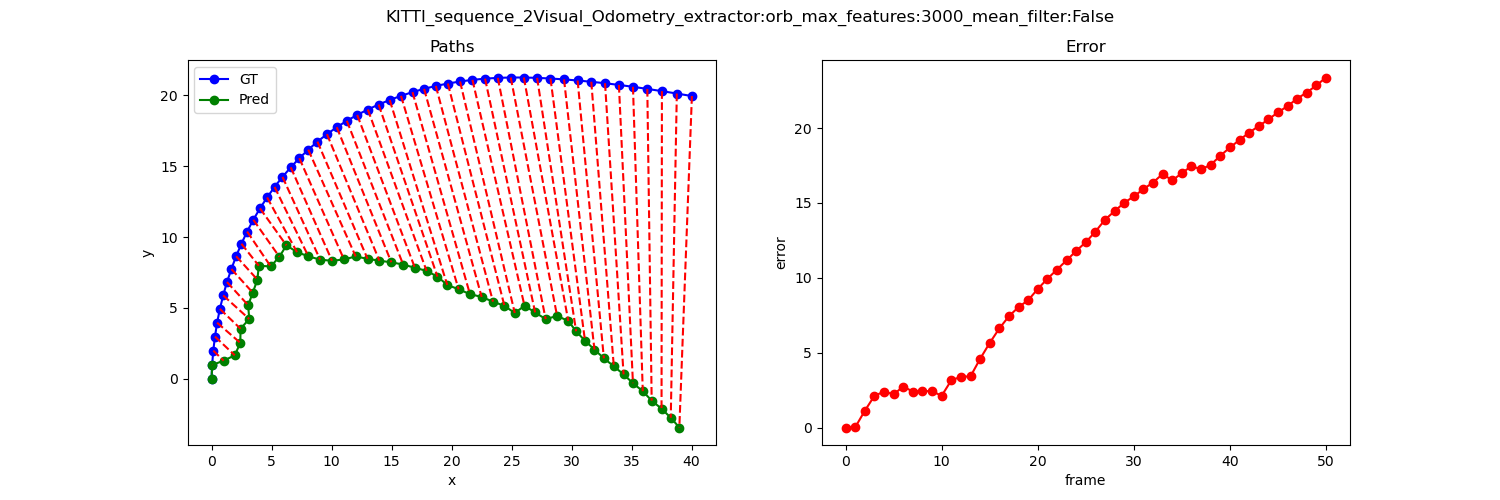 KITTI_sequence_2Visual_Odometry_extractor:orb_max_features:3000_mean_filter:False
Paths
GT
Pred
20
15
10
5
0
y
0 5 10 15 20 25 30 35 40
x
Error
20
15
10
5
0
error
0 10 20 30 40 50
frame